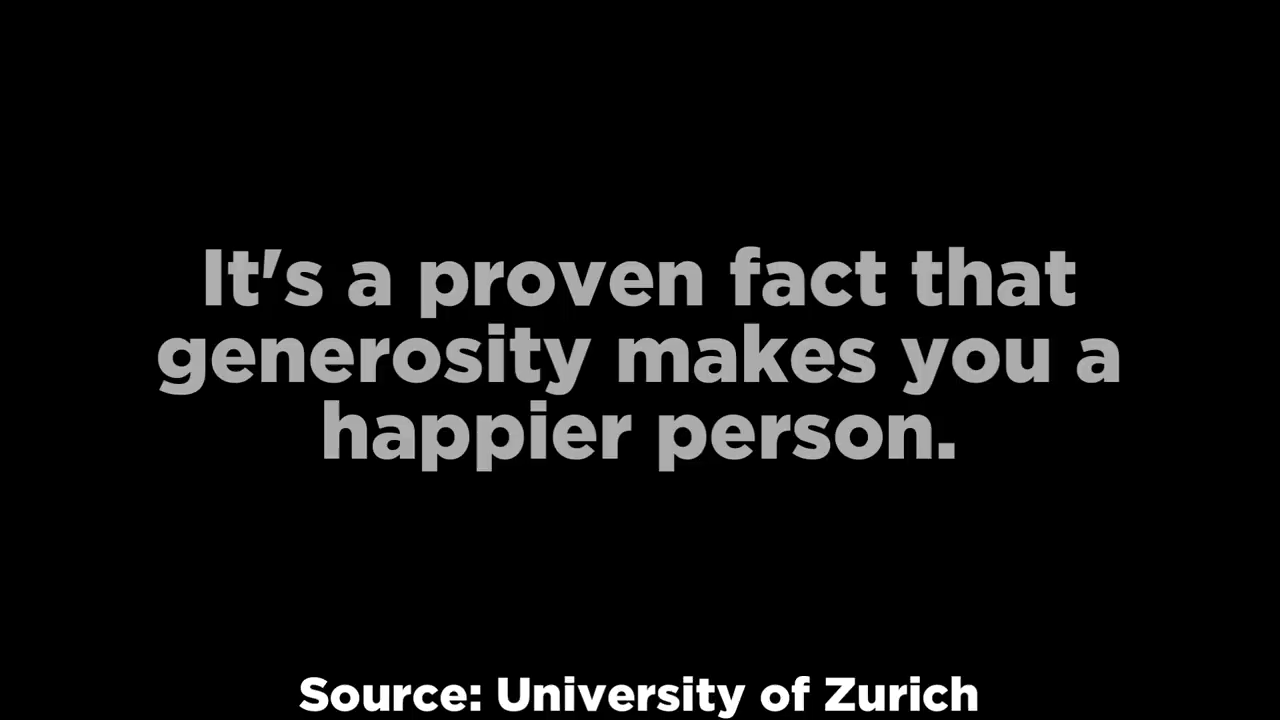 It's a proven fact that
generosity makes you a
happier person.
Source: University of Zurich